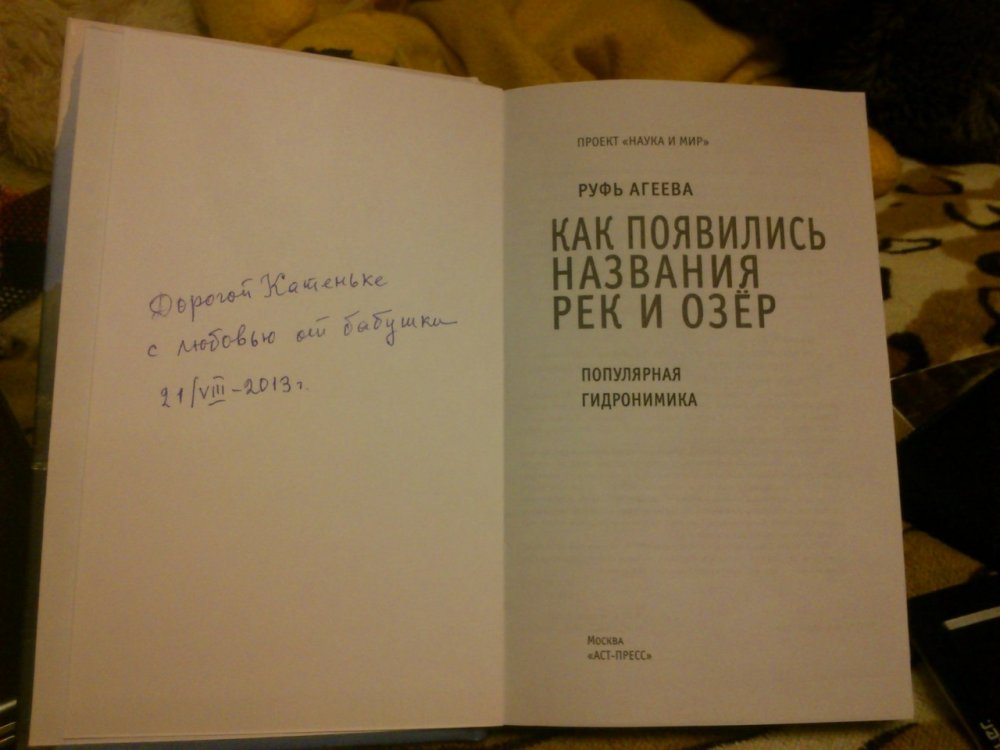 Дорогой Катеньке
с любовью от бабушки
21/VIII-2013г.
ПРОЕКТ «НАУКА И МИР»
РУФЬ АГЕЕВА
КАК ПОЯВИЛИСЬ
НАЗВАНИЯ
РЕК И ОЗЁР
ПОПУЛЯРНАЯ
ГИДРОНИМИКА
МОСКВА
«АСТ-ПРЕСС»